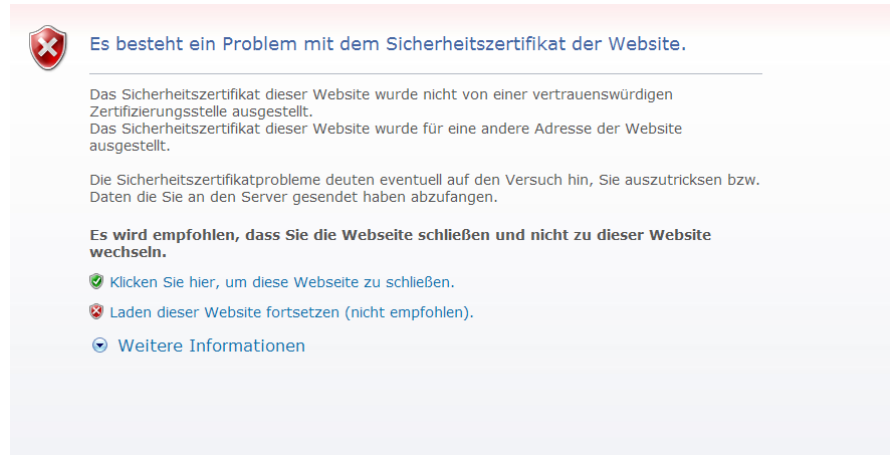 Es besteht ein Problem mit dem Sicherheitszertifikat der Website.
Das Sicherheitszertifikat dieser Website wurde nicht von einer vertrauenswürdigen
Zertifizierungsstelle ausgestellt.
Das Sicherheitszertifikat dieser Website wurde für eine andere Adresse der Website
ausgestellt.
Die Sicherheitszertifikatprobleme deuten eventuell auf den Versuch hin, Sie auszutricksen bzw.
Daten die Sie an den Server gesendet haben abzufangen.
Es wird empfohlen, dass Sie die Webseite schließen und nicht zu dieser Website
wechseln.
Klicken Sie hier, um diese Webseite zu schließen.
Laden dieser Website fortsetzen (nicht empfohlen).
Weitere Informationen